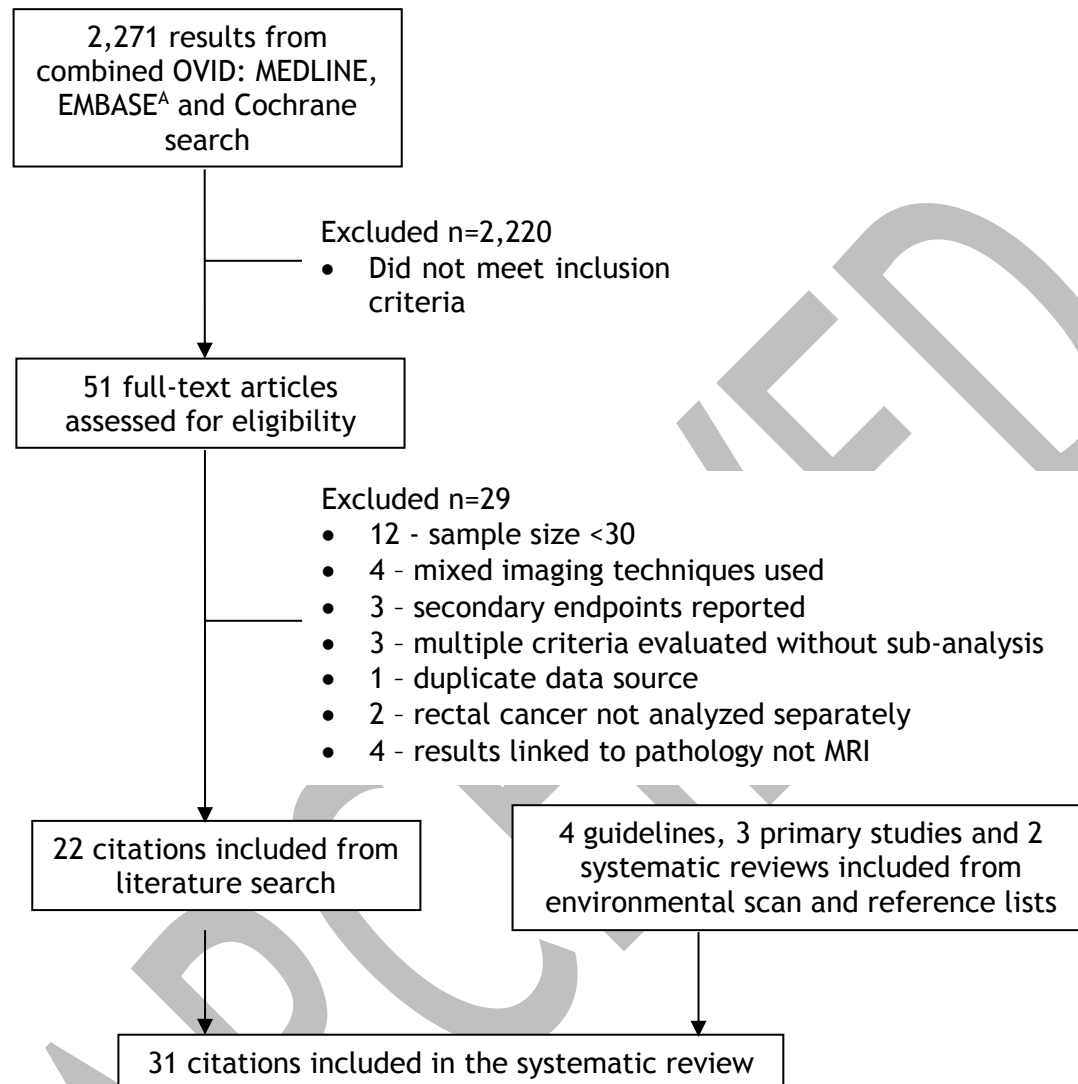 2,271 results from
combined OVID: MEDLINE,
EMBASEᴬ and Cochrane
search
Excluded n=2,220
• Did not meet inclusion
criteria
51 full-text articles
assessed for eligibility
Excluded n=29
• 12 - sample size <30
• 4 – mixed imaging techniques used
• 3 – secondary endpoints reported
• 3 – multiple criteria evaluated without sub-analysis
• 1 – duplicate data source
• 2 – rectal cancer not analyzed separately
• 4 – results linked to pathology not MRI
22 citations included from
literature search
4 guidelines, 3 primary studies and 2
systematic reviews included from
environmental scan and reference lists
31 citations included in the systematic review